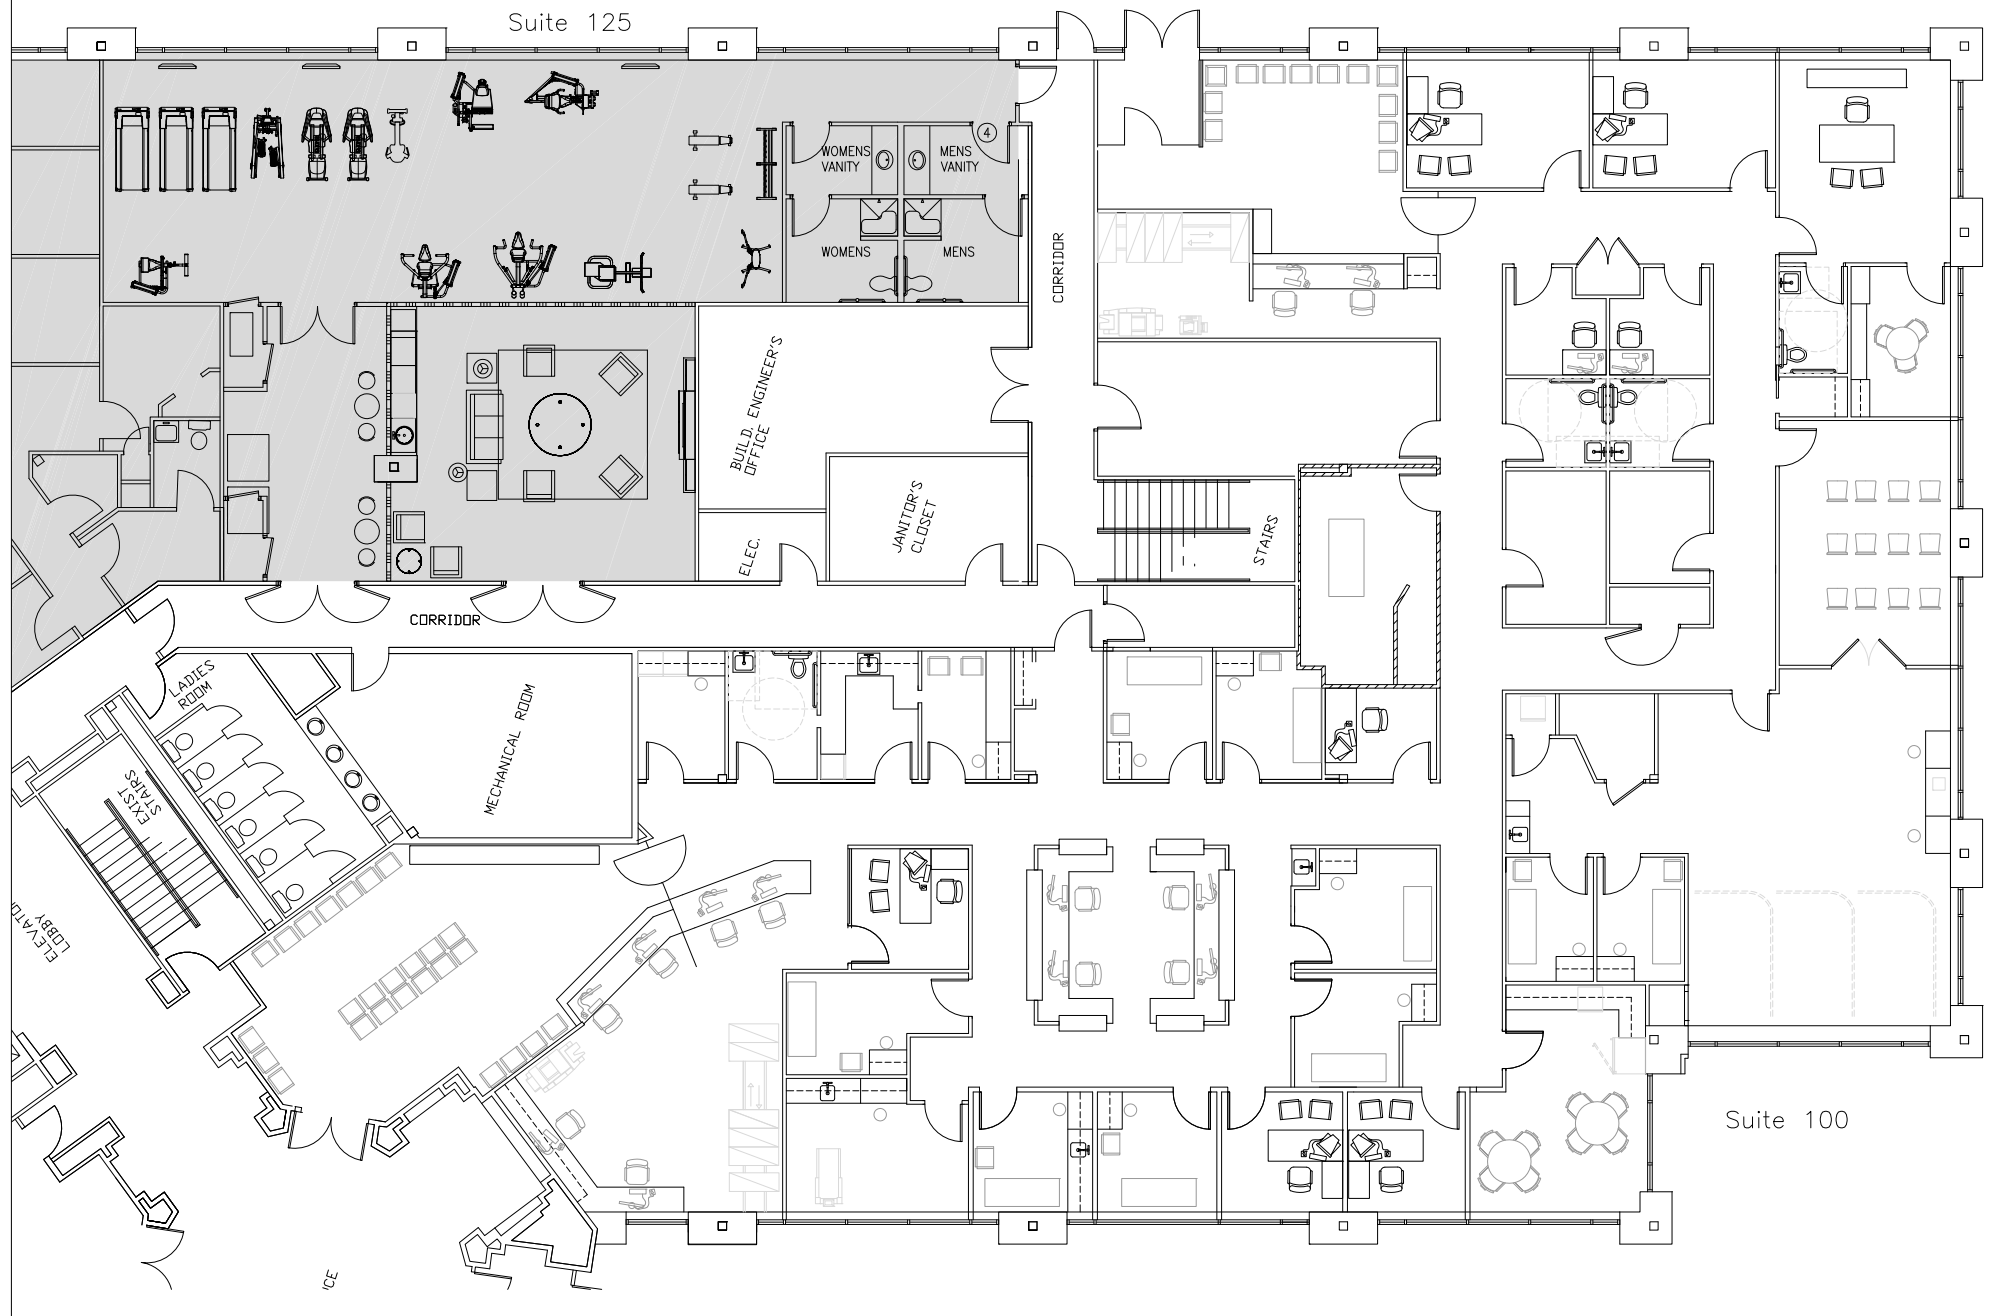 Suite 125
WOMENS
VANITY
MENS
VANITY
4
WOMENS
MENS
CORRIDOR
BUILD. ENGINEER'S
OFFICE
JANITOR'S
CLOSET
ELEC.
STAIRS
CORRIDOR
LADIES
ROOM
MECHANICAL ROOM
EXIST
STAIRS
LOBBY
Suite 100